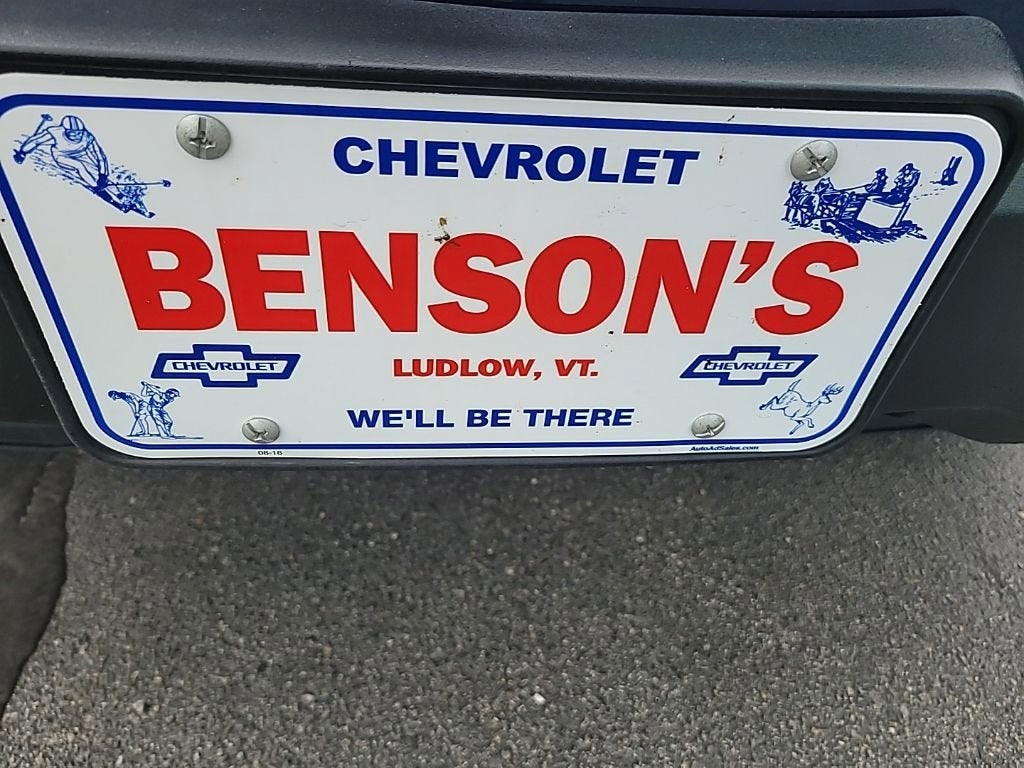 CHEVROLET
BENSON'S
CHEVROLET
LUDLOW, VT.
CHEVROLET
WE'LL BE THERE
08-16
AutoAdSales.com